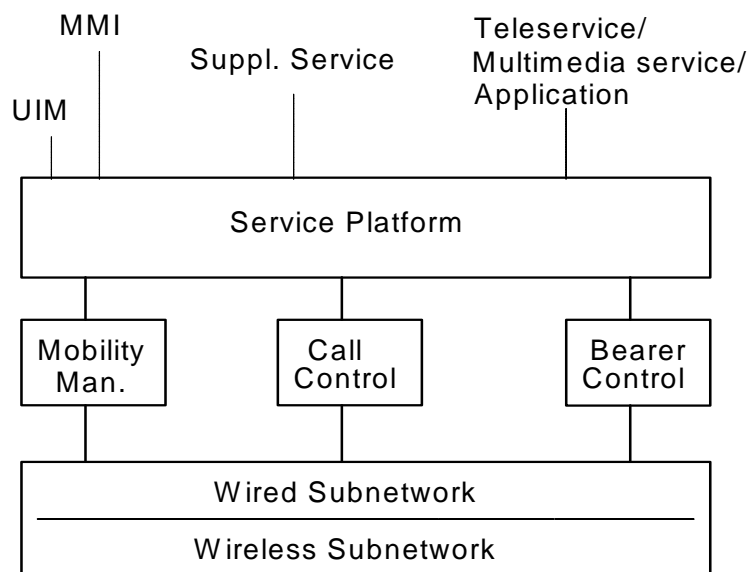 MMI
UIM
Suppl. Service
Teleservice/
Multimedia service/
Application
Service Platform
Mobility
Man.
Call
Control
Bearer
Control
Wired Subnetwork
Wireless Subnetwork